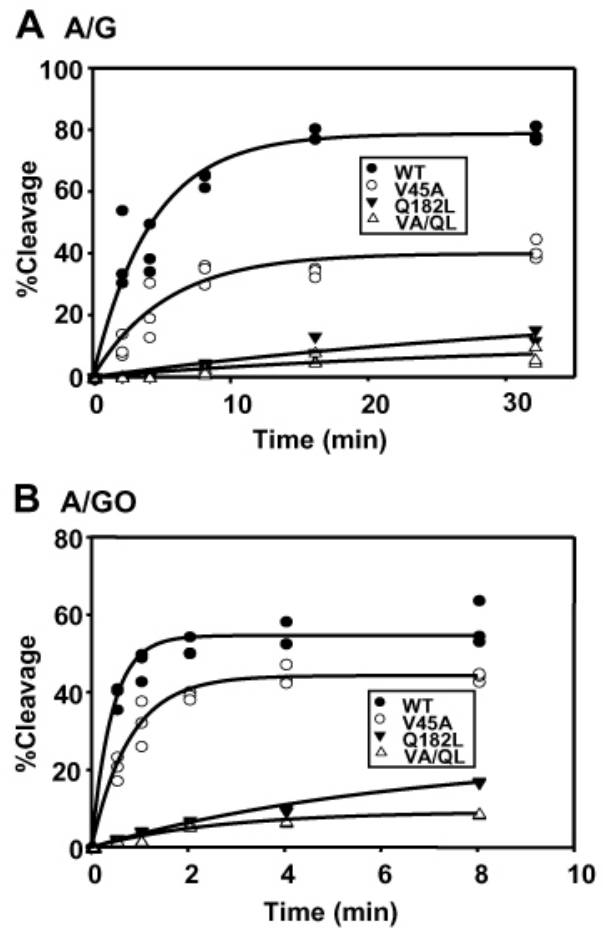 A A/G
100
80
60
40
20
0
%Cleavage
WT
V45A
Q182L
VA/QL
0 10 20 30
Time (min)
B A/GO
80
60
40
20
0
%Cleavage
WT
V45A
Q182L
VA/QL
0 2 4 6 8 10
Time (min)